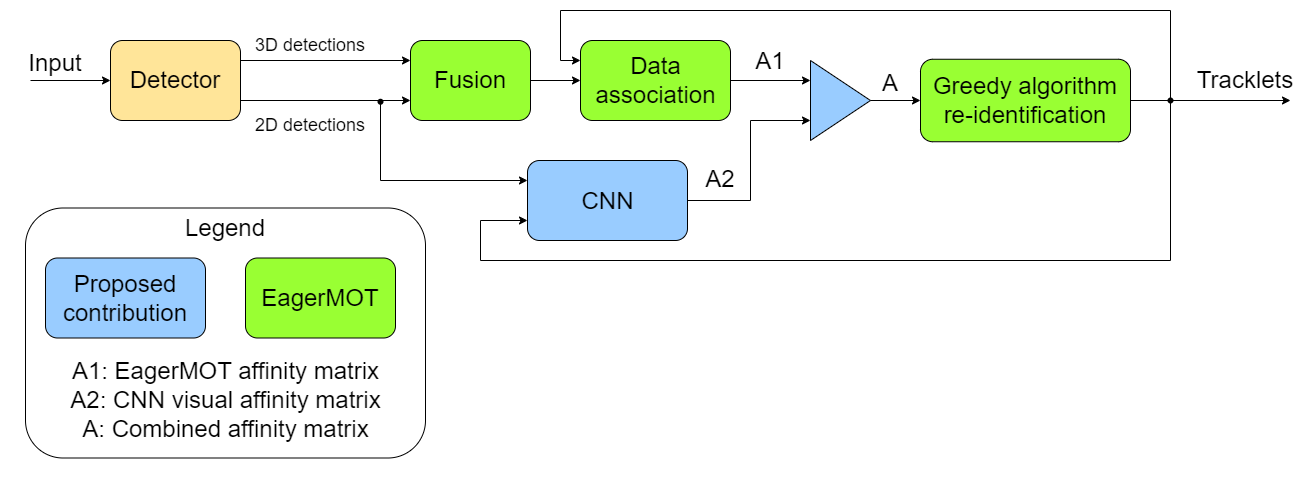 Input
Detector
3D detections
2D detections
Fusion
Data
association
A1
A
Greedy algorithm
re-identification
Tracklets
CNN
A2
Legend
Proposed
contribution
EagerMOT
A1: EagerMOT affinity matrix
A2: CNN visual affinity matrix
A: Combined affinity matrix